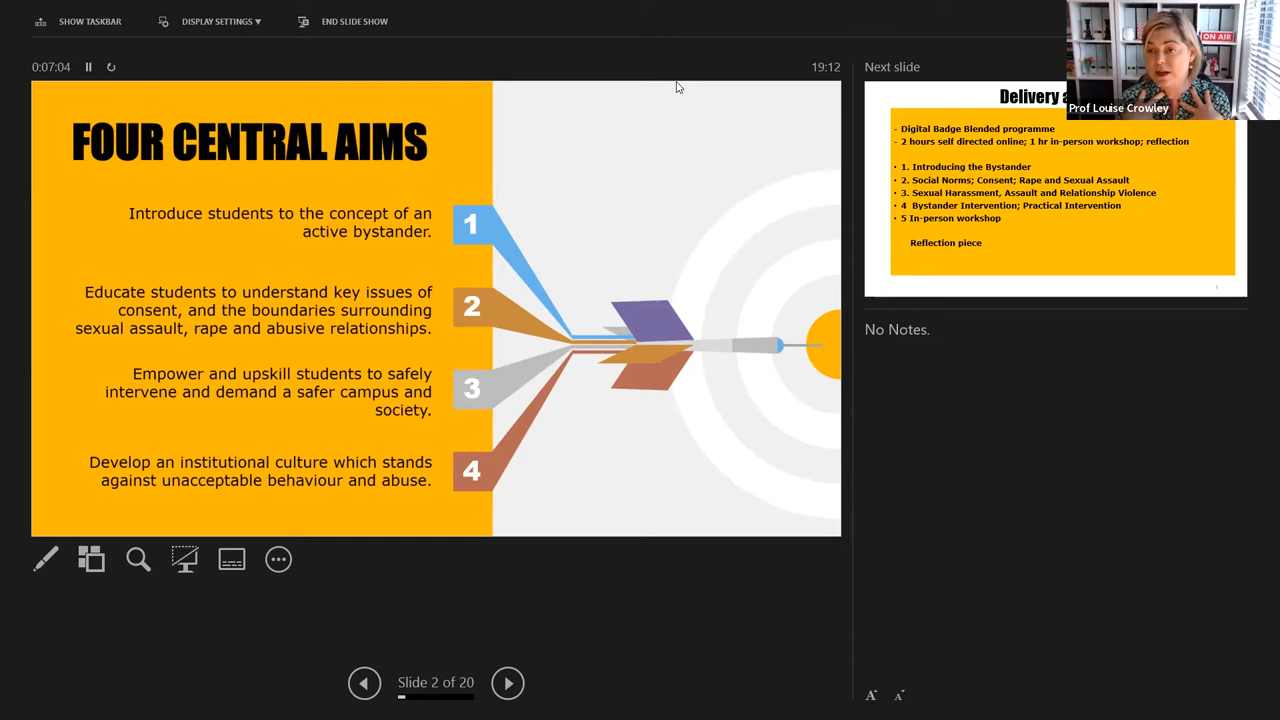 SHOW TASKBAR
DISPLAY SETTINGS ▼
END SLIDE SHOW
0:07:04
19:12
FOUR CENTRAL AIMS
Introduce students to the concept of an
active bystander.
1
Educate students to understand key issues of
consent, and the boundaries surrounding
sexual assault, rape and abusive relationships.
2
Empower and upskill students to safely
intervene and demand a safer campus and
society.
3
Develop an institutional culture which stands
against unacceptable behaviour and abuse.
4
Slide 2 of 20
Next slide
ON AIR
Prof Louise Crowley
Delivery
- Digital Badge Blended programme
- 2 hours self directed online; 1 hr in-person workshop; reflection
• 1. Introducing the Bystander
• 2. Social Norms; Consent; Rape and Sexual Assault
• 3. Sexual Harassment, Assault and Relationship Violence
• 4 Bystander Intervention; Practical Intervention
• 5 In-person workshop
Reflection piece
No Notes.
A A